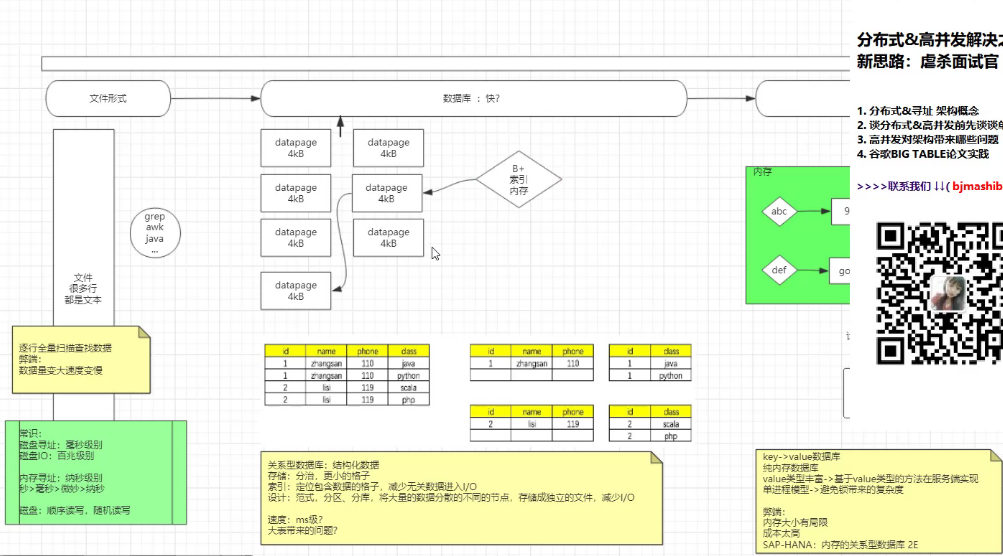 分布式&高并发解决
新思路：虐杀面试官
1. 分布式&寻址 架构概念
2. 谈分布式&高并发前先谈谈
3. 高并发对架构带来哪些问题
4. 谷歌BIG TABLE论文实践
>>>>联系我们 ↓↓( bjmashib
文件形式
数据库 ：快?
datapage
4kB
datapage
4kB
datapage
4kB
datapage
4kB
datapage
4kB
datapage
4kB
datapage
4kB
B+
索引
内存
grep
awk
java
...
文件
很多行
都是文本
逐行全量扫描查找数据
弊端:
数据量变大速度变慢
常识:
磁盘寻址：毫秒级别
磁盘IO：百兆级别
内存寻址：纳秒级别
秒>毫秒>微妙>纳秒
磁盘：顺序读写，随机读写
id name phone class
1 zhangsan 110 java
1 zhangsan 110 python
2 lisi 119 scala
2 lisi 119 php
id name phone
1 zhangsan 110
id class
1 java
1 python
id name phone
2 lisi 119
id class
2 scala
2 php
关系型数据库：结构化数据
存储：分治，更小的格子
索引：定位包含数据的格子，减少无关数据进入I/O
设计：范式，分区、分库，将大量的数据分散的不同的节点，存储成独立的文件，减少I/O
速度：ms级?
大表带来的问题?
内存
abc
9
def
go
key->value数据库
纯内存数据库
value类型丰富->基于value类型的方法在服务端实现
单进程模型->避免锁带来的复杂度
弊端:
内存大小有局限
成本太高
SAP-HANA：内存的关系型数据库 2E